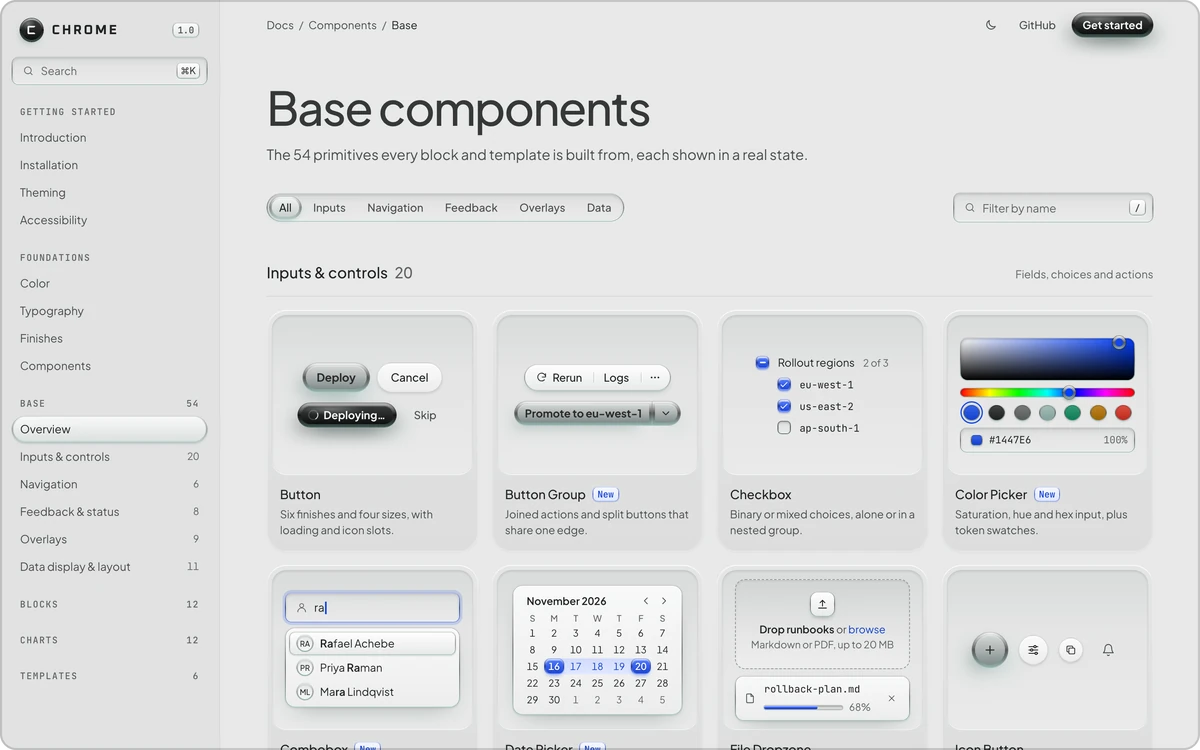 C CHROME 1.0
Search ⌘K
GETTING STARTED
Introduction
Installation
Theming
Accessibility
FOUNDATIONS
Color
Typography
Finishes
Components
BASE 54
Overview
Inputs & controls 20
Navigation 6
Feedback & status 8
Overlays 9
Data display & layout 11
BLOCKS 12
CHARTS 12
TEMPLATES 6
Docs / Components / Base
GitHub
Get started
Base components
The 54 primitives every block and template is built from, each shown in a real state.
All Inputs Navigation Feedback Overlays Data
Filter by name /
Inputs & controls 20
Fields, choices and actions
Deploy Cancel
Deploying… Skip
Button
Six finishes and four sizes, with
loading and icon slots.
Rerun Logs ···
Promote to eu-west-1
Button Group New
Joined actions and split buttons that
share one edge.
Rollout regions 2 of 3
eu-west-1
us-east-2
ap-south-1
Checkbox
Binary or mixed choices, alone or in a
nested group.
#1447E6 100%
Color Picker New
Saturation, hue and hex input, plus
token swatches.
ra
RA Rafael Achebe
PR Priya Raman
ML Mara Lindqvist
Combobox New
November 2026
S M T W T F S
1 2 3 4 5 6 7
8 9 10 11 12 13 14
15 16 17 18 19 20 21
22 23 24 25 26 27 28
29 30 1 2 3 4 5
Date Picker New
Drop runbooks or browse
Markdown or PDF, up to 20 MB
rollback-plan.md
68%
File Dropzone
Icon Button